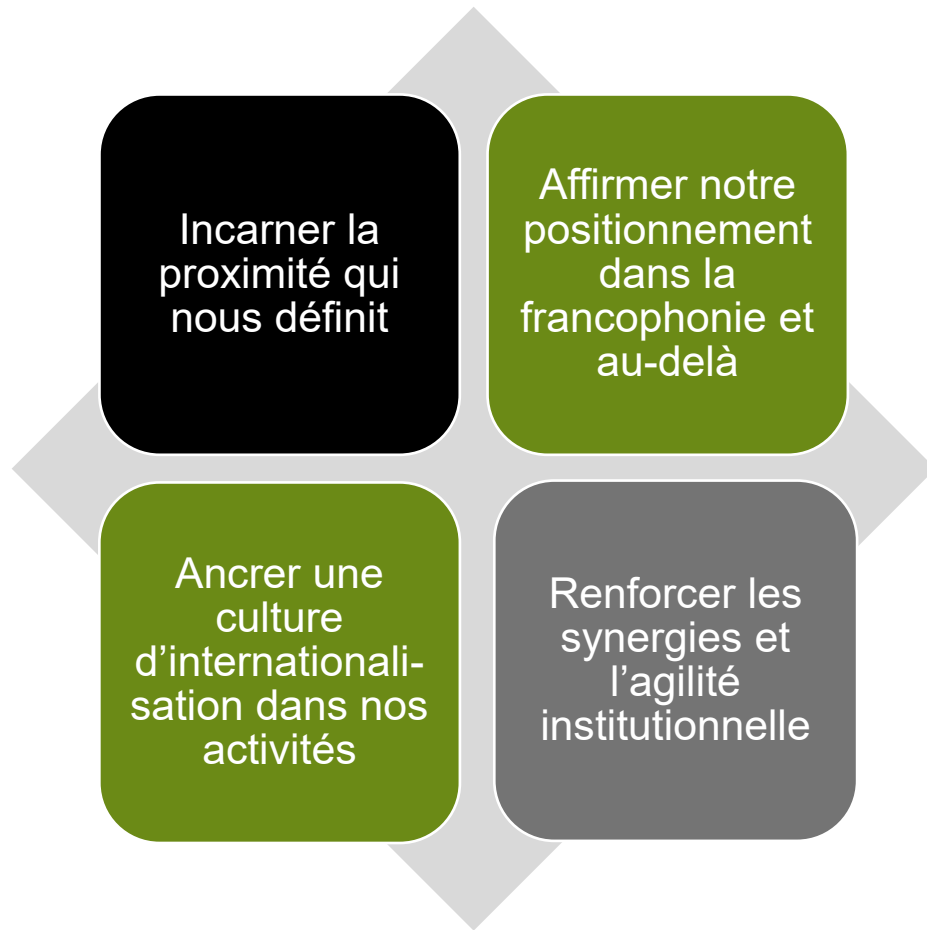 Incarner la
proximité qui
nous définit
Affirmer notre
positionnement
dans la
francophonie et
au-delà
Ancrer une
culture
d’internationali-
sation dans nos
activités
Renforcer les
synergies et
l’agilité
institutionnelle